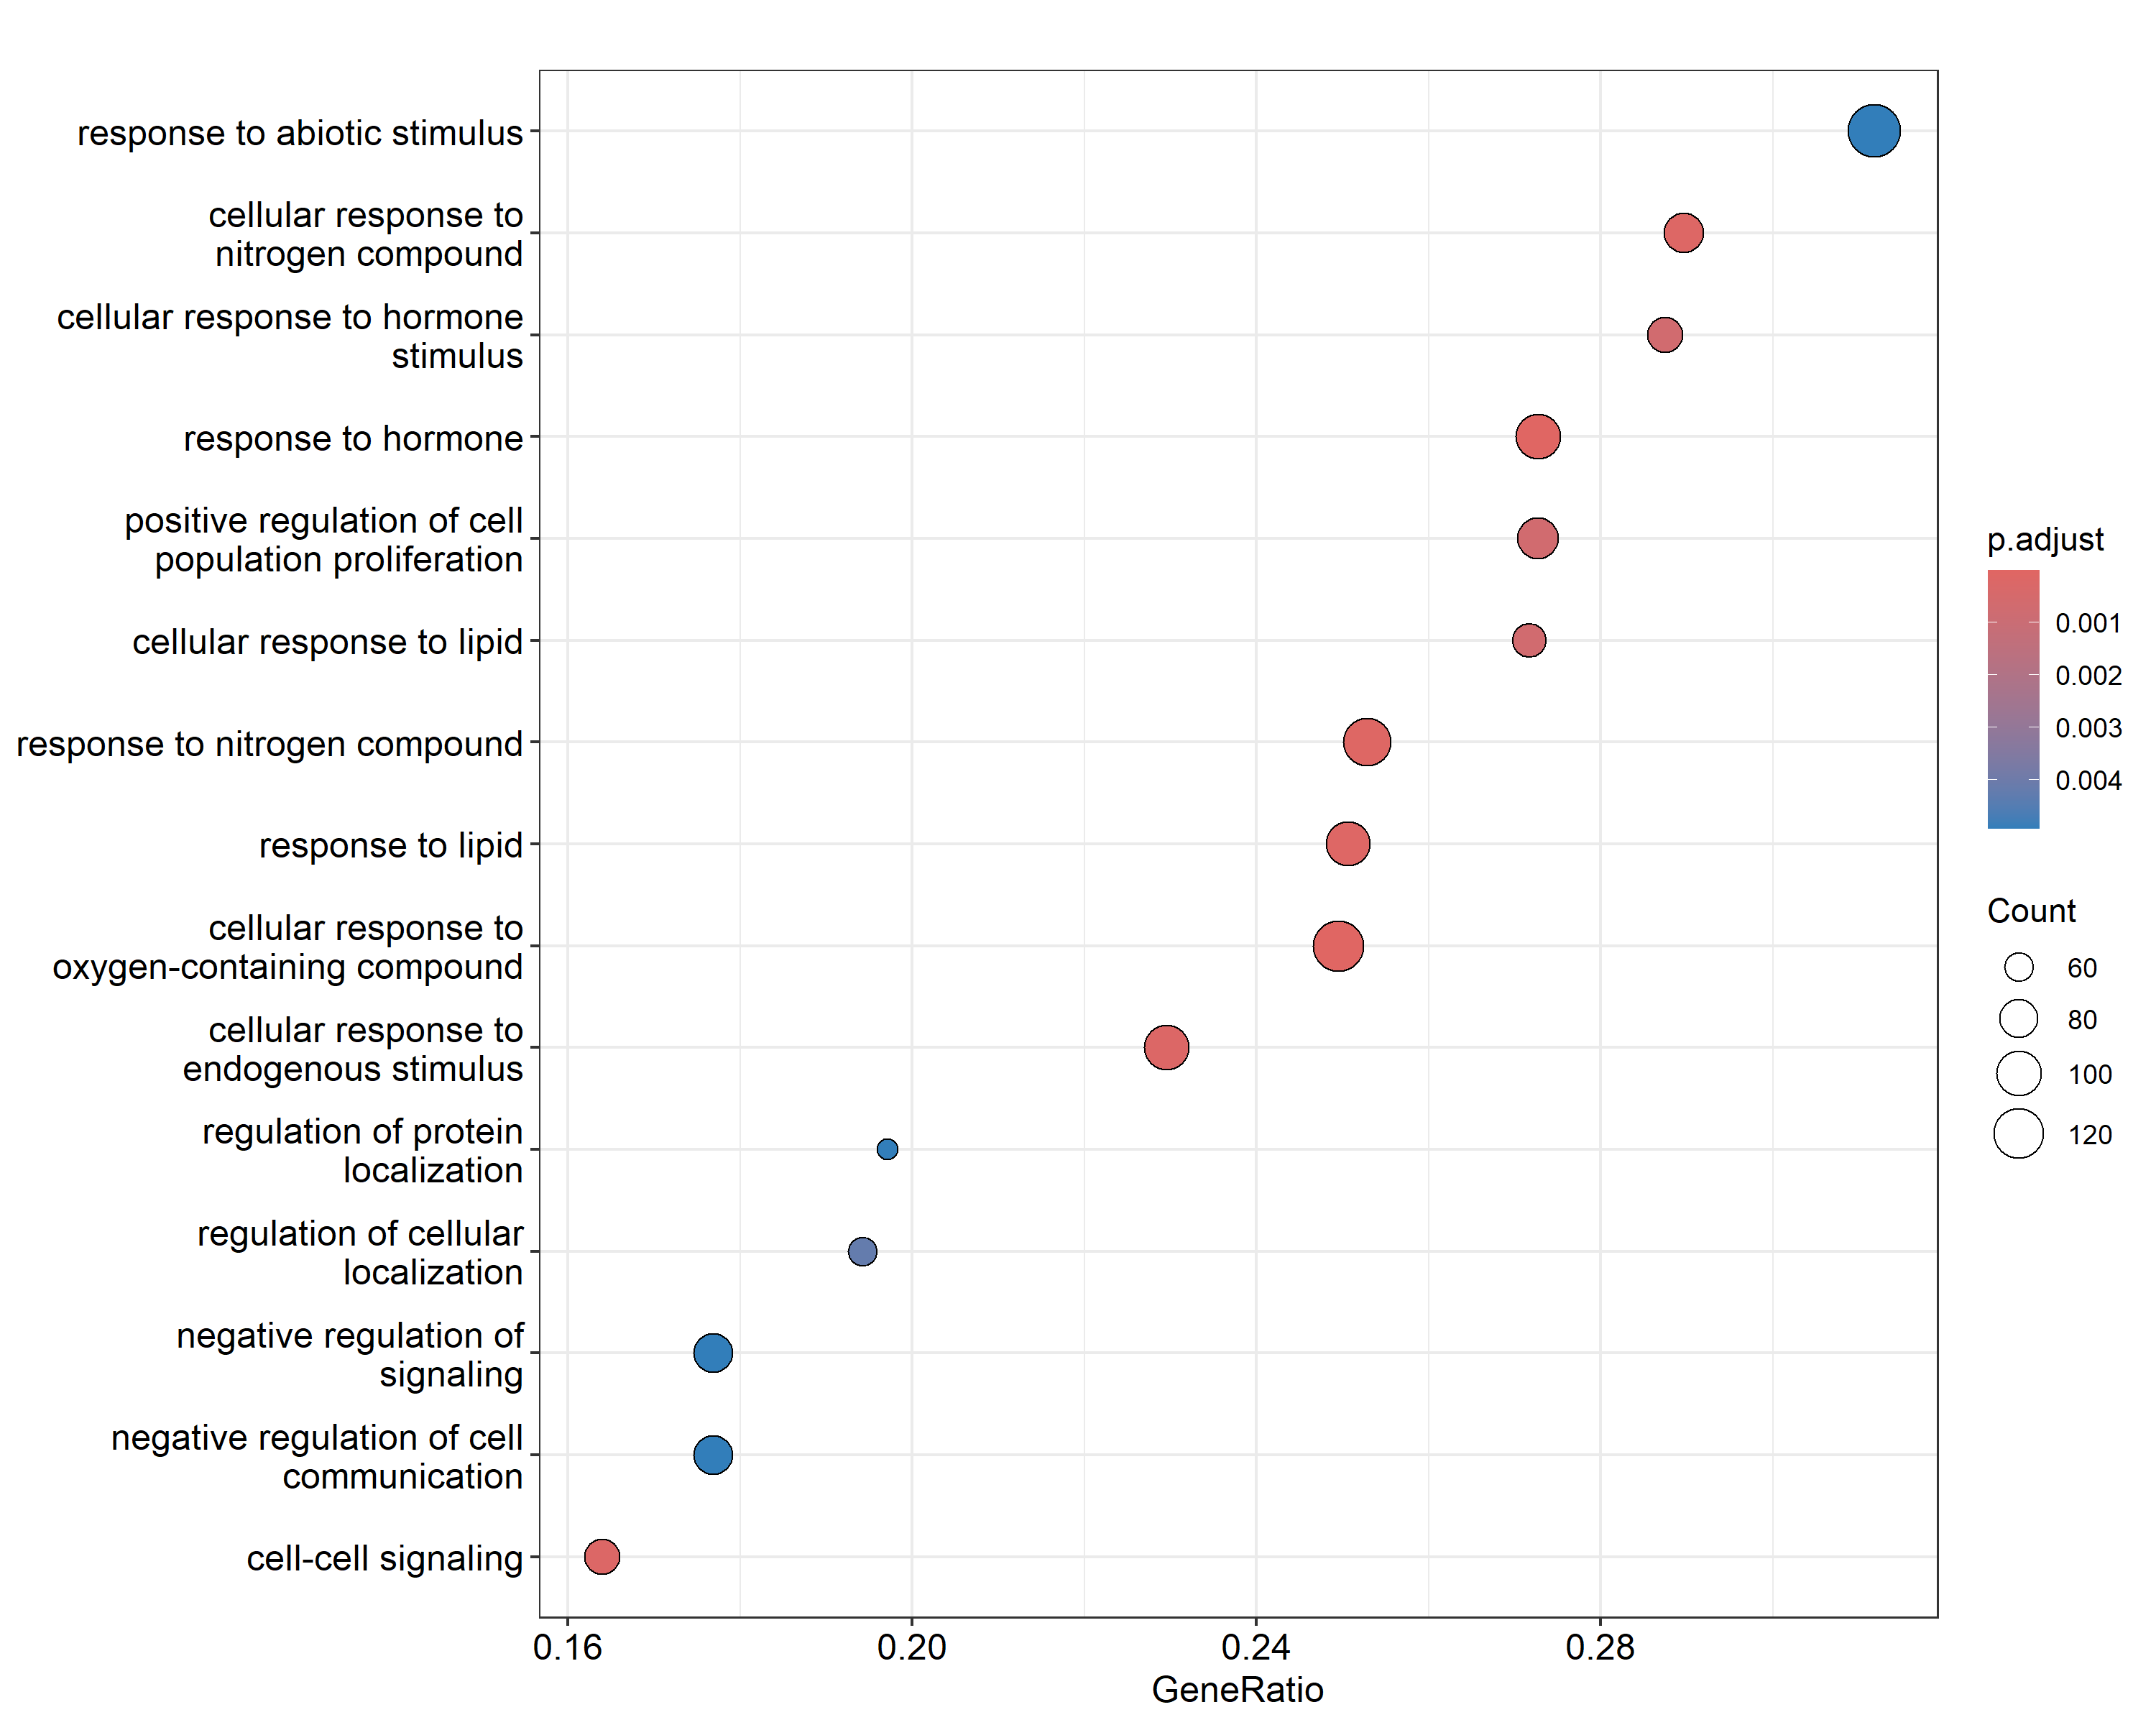 response to abiotic stimulus
cellular response to
nitrogen compound
cellular response to hormone
stimulus
response to hormone
positive regulation of cell
population proliferation
cellular response to lipid
response to nitrogen compound
response to lipid
cellular response to
oxygen-containing compound
cellular response to
endogenous stimulus
regulation of protein
localization
regulation of cellular
localization
negative regulation of
signaling
negative regulation of cell
communication
cell-cell signaling
0.16 0.20 0.24 0.28
GeneRatio
p.adjust
0.001
0.002
0.003
0.004
Count
60
80
100
120